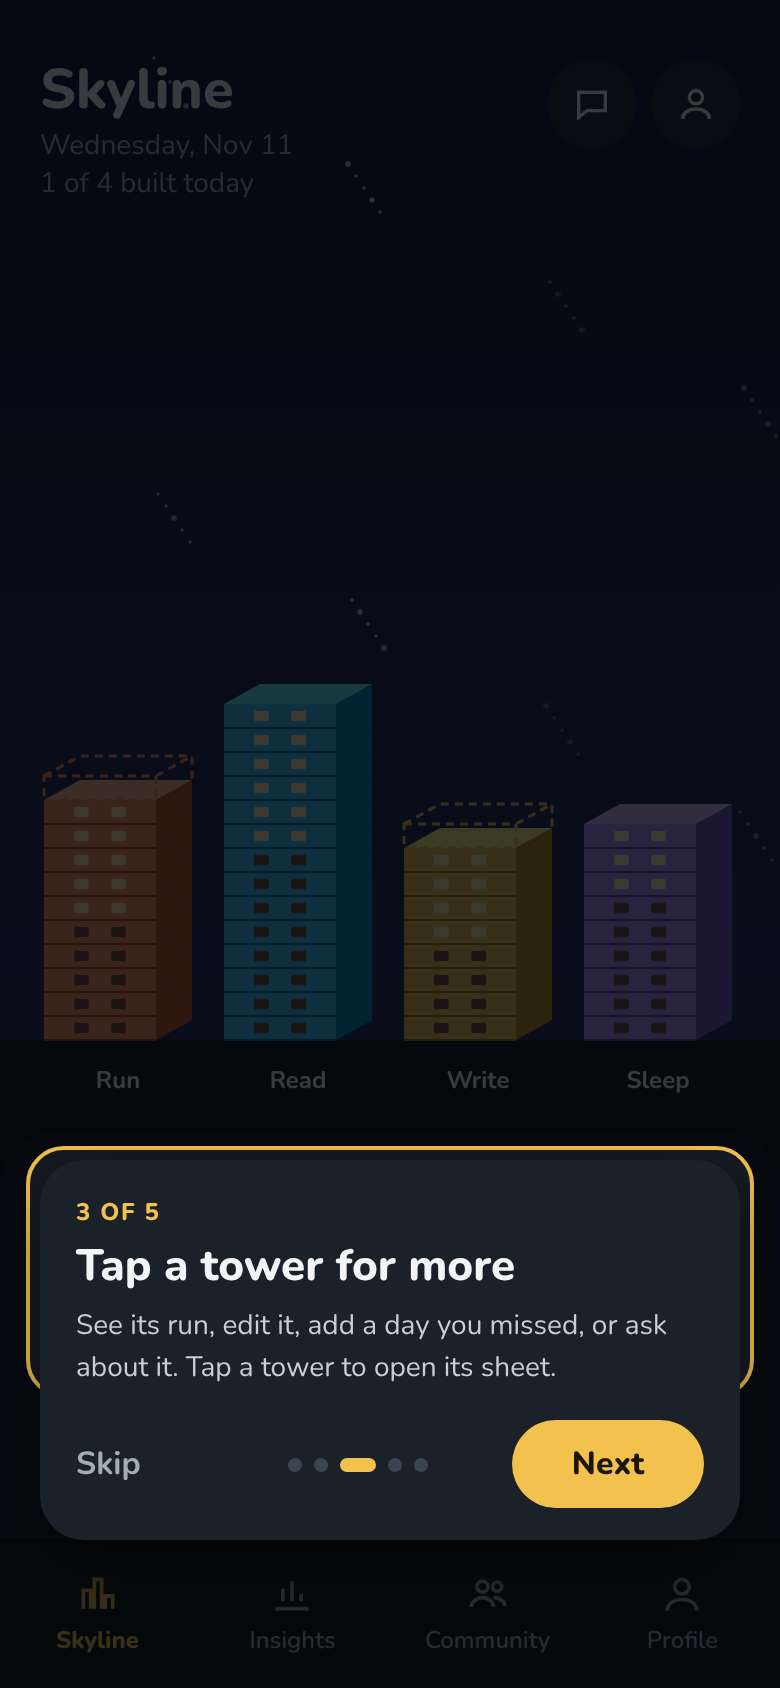 Skyline
Wednesday, Nov 11
1 of 4 built today
Run
Read
Write
Sleep
3 OF 5
Tap a tower for more
See its run, edit it, add a day you missed, or ask
about it. Tap a tower to open its sheet.
Skip
Next
Skyline
Insights
Community
Profile